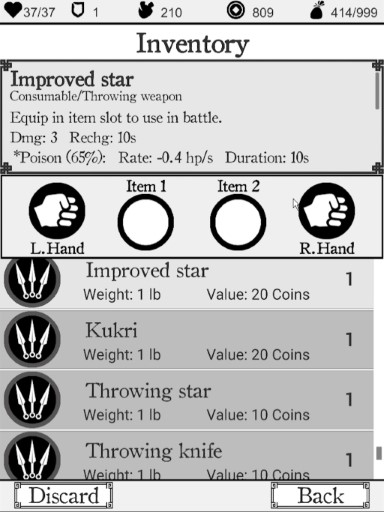 37/37 1 210 809 414/999
Inventory
Improved star
Consumable/Throwing weapon
Equip in item slot to use in battle.
Dmg: 3 Rechg: 10s
*Poison (65%): Rate: -0.4 hp/s Duration: 10s
Item 1 Item 2
L.Hand R.Hand
Improved star 1
Weight: 1 lb Value: 20 Coins
Kukri 1
Weight: 1 lb Value: 20 Coins
Throwing star 1
Weight: 1 lb Value: 10 Coins
Throwing knife 1
Weight: 1 lb Value: 10 Coins
Discard Back